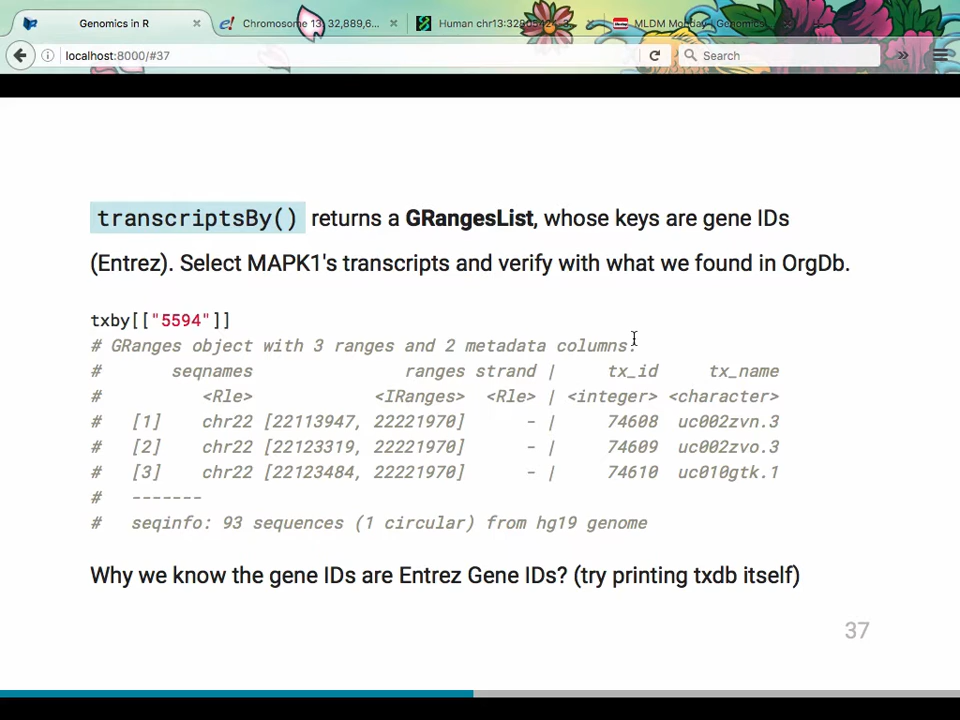 Genomics in R
Chromosome 13: 32,889,6...
Human chr13:
MLDM Monday - Genomics
localhost:8000/#37
Search
transcriptsBy() returns a GRangesList, whose keys are gene IDs
(Entrez). Select MAPK1's transcripts and verify with what we found in OrgDb.
txby[["5594"]]
# GRanges object with 3 ranges and 2 metadata columns:
#       seqnames               ranges strand |     tx_id     tx_name
#          <Rle>            <IRanges>  <Rle> | <integer> <character>
#   [1]    chr22 [22113947, 22221970]      - |     74608  uc002zvn.3
#   [2]    chr22 [22123319, 22221970]      - |     74609  uc002zvo.3
#   [3]    chr22 [22123484, 22221970]      - |     74610  uc010gtk.1
#   -------
#   seqinfo: 93 sequences (1 circular) from hg19 genome
Why we know the gene IDs are Entrez Gene IDs? (try printing txdb itself)
37